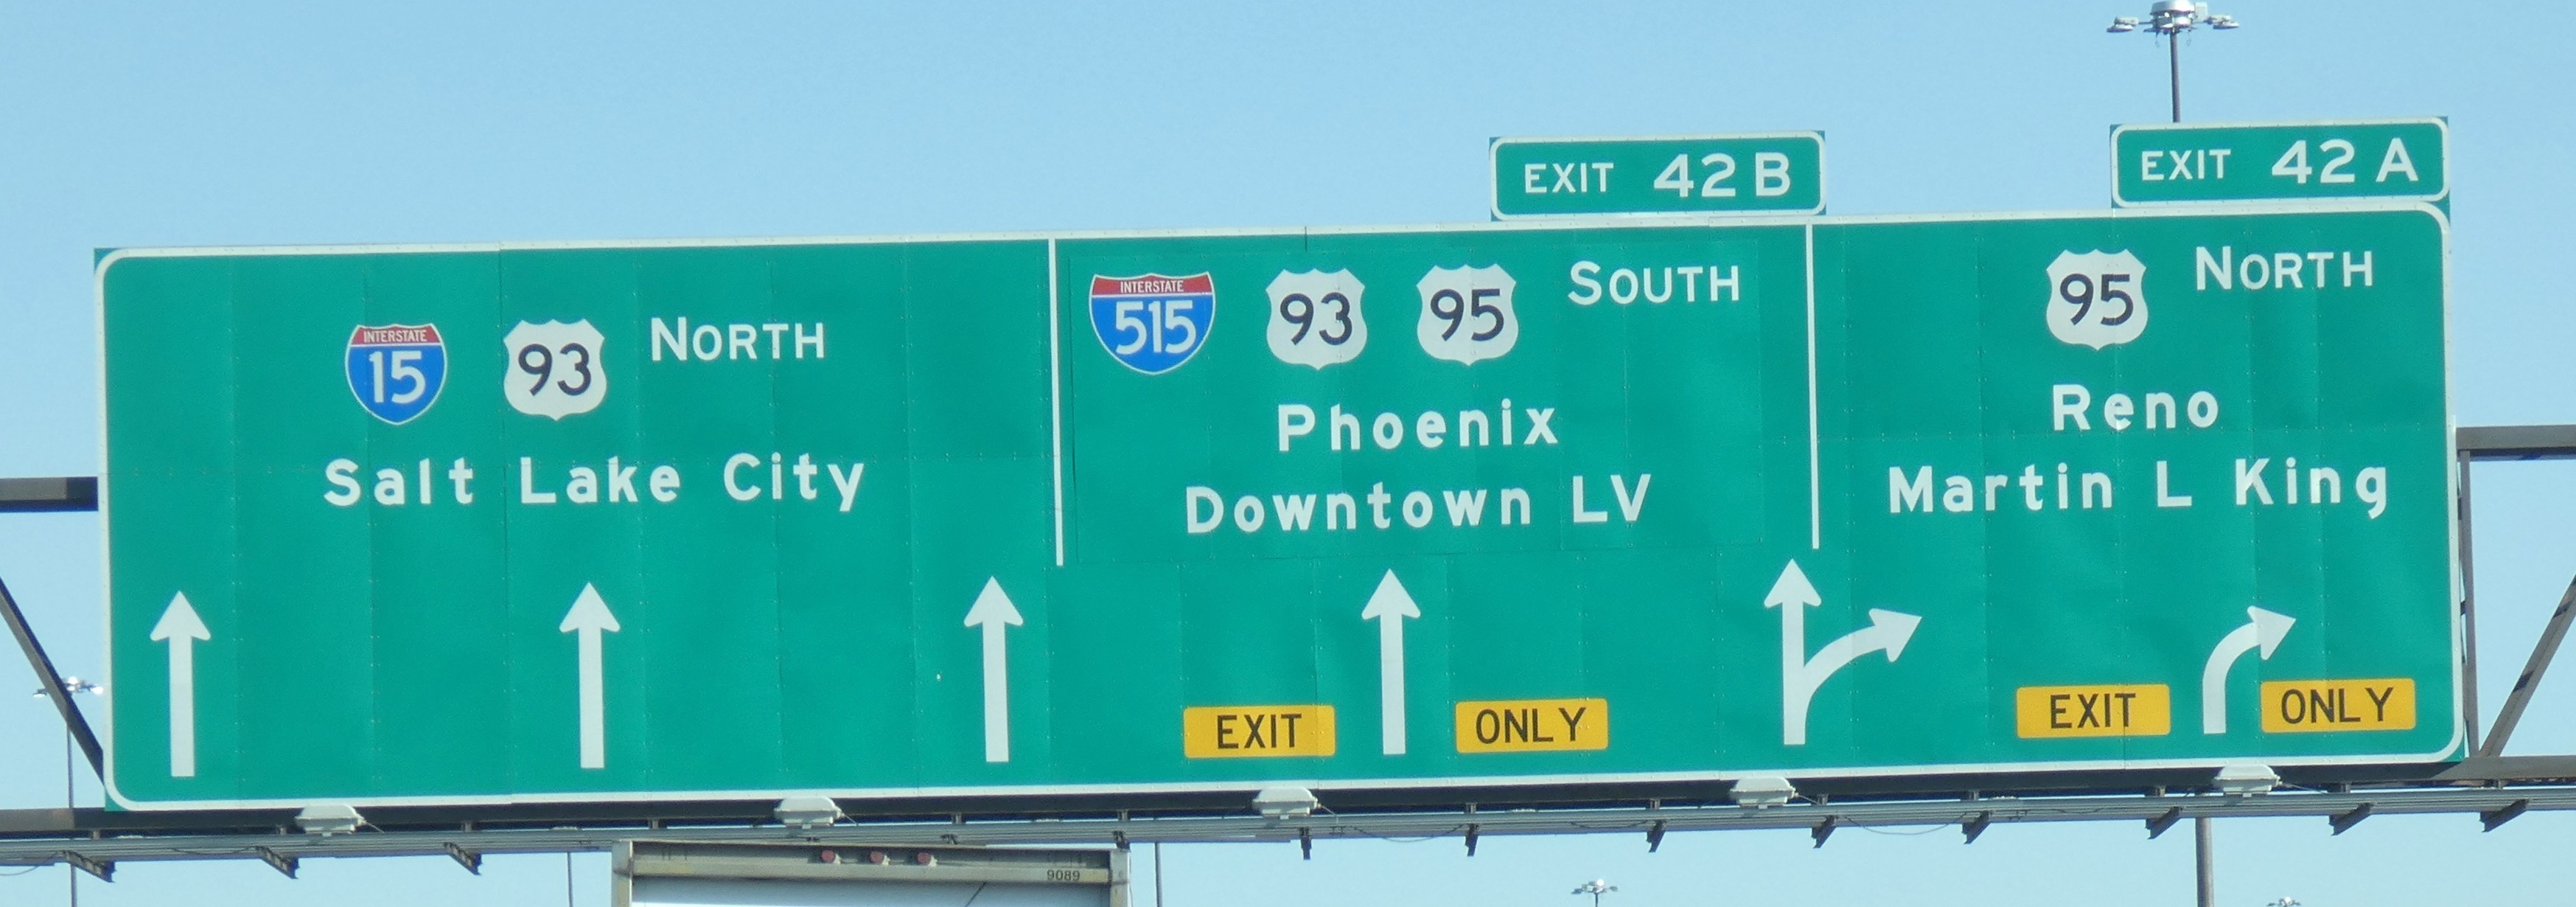 EXIT 42 B
EXIT 42 A
INTERSTATE 15 93 NORTH
Salt Lake City
INTERSTATE 515 93 95 SOUTH
Phoenix
Downtown LV
EXIT ONLY
95 NORTH
Reno
Martin L King
EXIT ONLY
9089